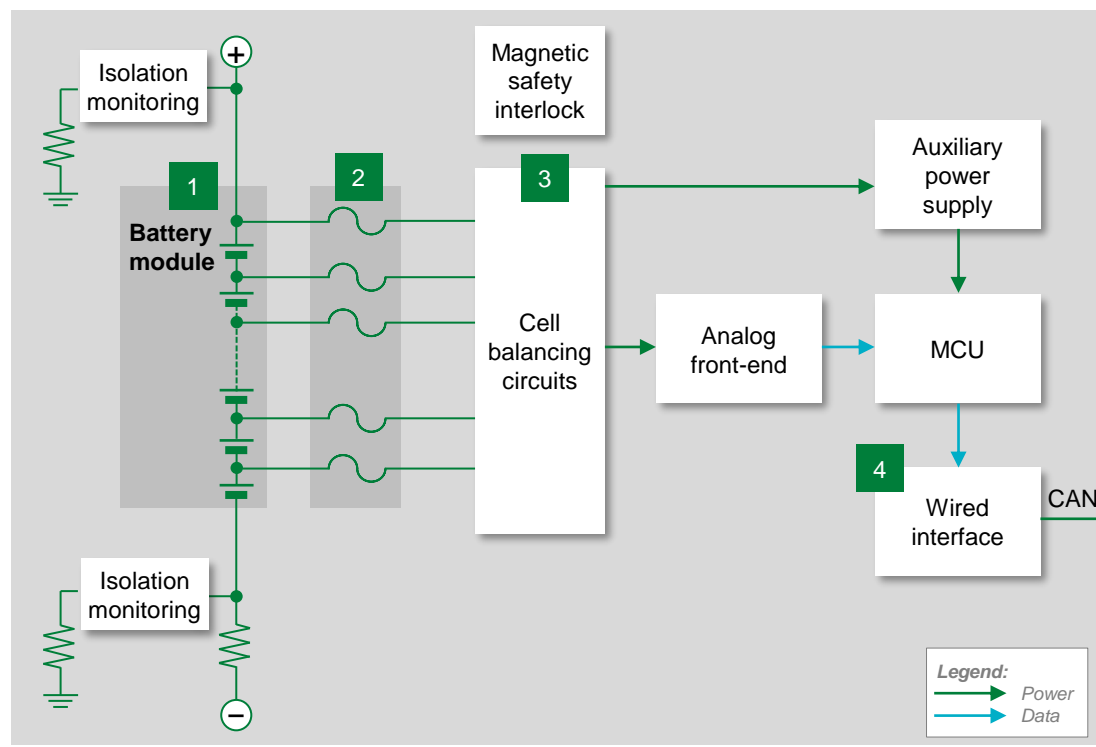 +
Isolation
monitoring
Magnetic
safety
interlock
1
2
3
Auxiliary
power
supply
Battery
module
Cell
balancing
circuits
Analog
front-end
MCU
4
Wired
interface
CAN
Isolation
monitoring
−
Legend:
Power
Data